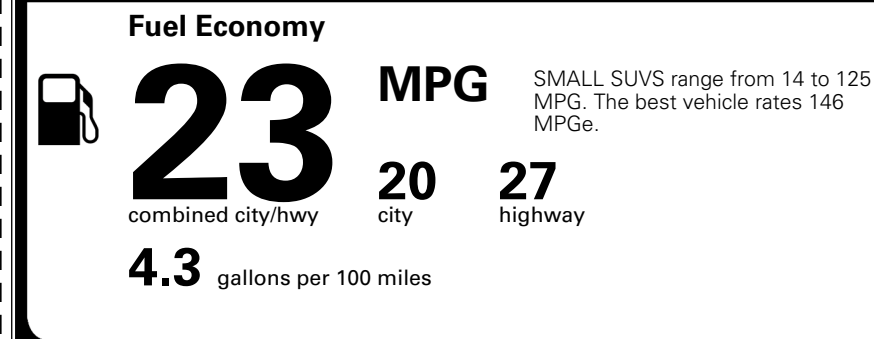 Fuel Economy
23
MPG
SMALL SUVS range from 14 to 125
MPG. The best vehicle rates 146
MPGe.
combined city/hwy
20
city
27
highway
4.3 gallons per 100 miles